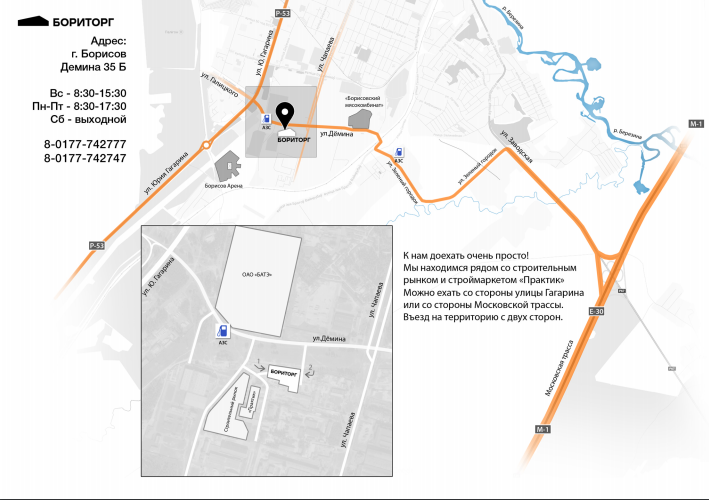 БОРИТОРГ
Адрес:
г. Борисов
Демина 35 Б
Вс - 8:30-15:30
Пн-Пт - 8:30-17:30
Сб - выходной
8-0177-742777
8-0177-742747
Р-53
ул. Ю. Гагарина
ул. Чапаева
ул. Галицкого
«Борисовский
мясокомбинат»
АЗС
БОРИТОРГ
ул.Дёмина
АЗС
ул. Юрия Гагарина
Борисов Арена
ул. Зеленый городок
ул. Зеленый городок
ул. Заводская
р. Березина
р. Березина
М-1
Р-53
К нам доехать очень просто!
Мы находимся рядом со строительным
рынком и строймаркетом «Практик»
Можно ехать со стороны улицы Гагарина
или со стороны Московской трассы.
Въезд на территорию с двух сторон.
Е-30
Московская трасса
М-1
ул. Ю. Гагарина
ОАО «БАТЭ»
ул. Чапаева
АЗС
ул.Дёмина
БОРИТОРГ
Строительный рынок
«Практик»
ул. Чапаева